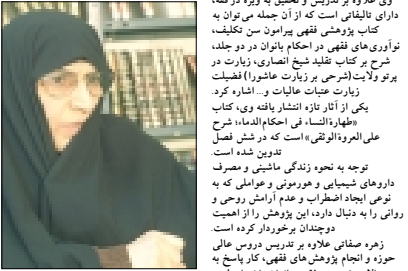 وی علاوه بر تدریس و تحقیق به ویژه در فقه،
دارای تالیفاتی است که از آن جمله می‌توان به
کتاب پژوهشی فقهی پیرامون سن تکلیف،
نوآوری‌های فقهی در احکام بانوان در دو جلد،
شرح بر کتاب تقلید شیخ انصاری، زیارت در
پرتو ولایت(شرحی بر زیارت عاشورا) فضیلت
زیارت عتبات عالیات و... اشاره کرد.
یکی از آثار تازه انتشار یافته وی، کتاب
«طهارة‌النساء فی احکام‌الدماء؛ شرح
علی‌العروة‌الوثقی» است که در شش فصل
تدوین شده است.
توجه به نحوه زندگی ماشینی و مصرف
داروهای شیمیایی و هورمونی و عواملی که به
نوعی ایجاد اضطراب و عدم آرامش روحی و
روانی را به دنبال دارد، این پژوهش را از اهمیت
دوچندان برخوردار کرده است.
زهره صفاتی علاوه بر تدریس دروس عالی
حوزه و انجام پژوهش‌های فقهی، کار پاسخ به